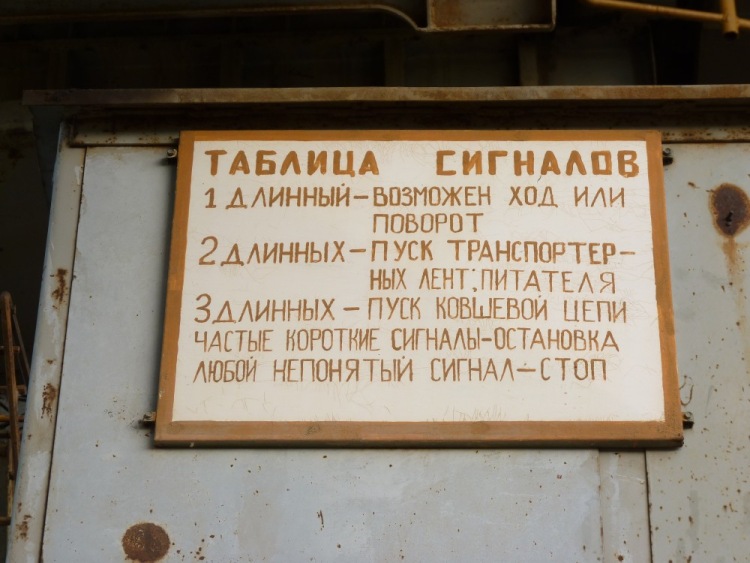 ТАБЛИЦА СИГНАЛОВ
1 ДЛИННЫЙ – ВОЗМОЖЕН ХОД ИЛИ
ПОВОРОТ
2 ДЛИННЫХ – ПУСК ТРАНСПОРТЕР-
НЫХ ЛЕНТ; ПИТАТЕЛЯ
3 ДЛИННЫХ – ПУСК КОВШЕВОЙ ЦЕПИ
ЧАСТЫЕ КОРОТКИЕ СИГНАЛЫ – ОСТАНОВКА
ЛЮБОЙ НЕПОНЯТЫЙ СИГНАЛ – СТОП